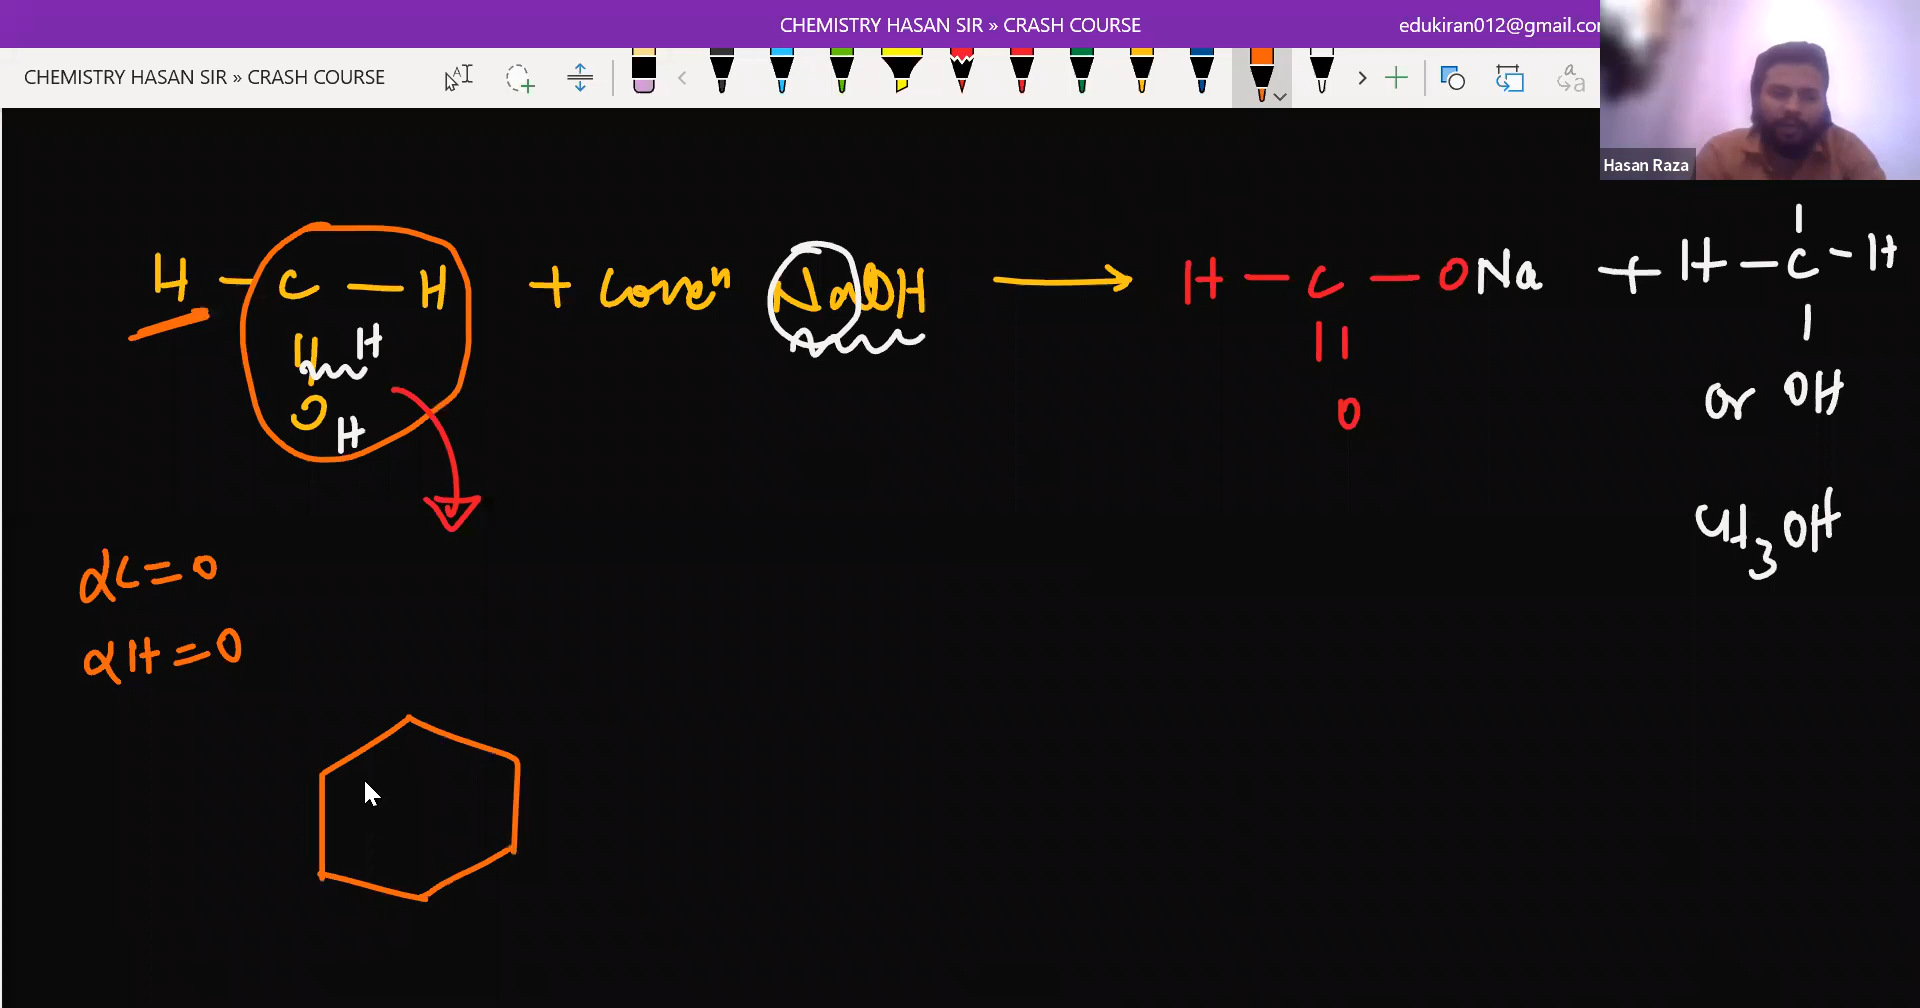 CHEMISTRY HASAN SIR » CRASH COURSE
edukiran012@gmail.co
CHEMISTRY HASAN SIR » CRASH COURSE
Hasan Raza
H - C - H + concⁿ NaOH → H - C - ONa + H - C - H
|| H || |
O H O or OH
CH3OH
αC = 0
αH = 0